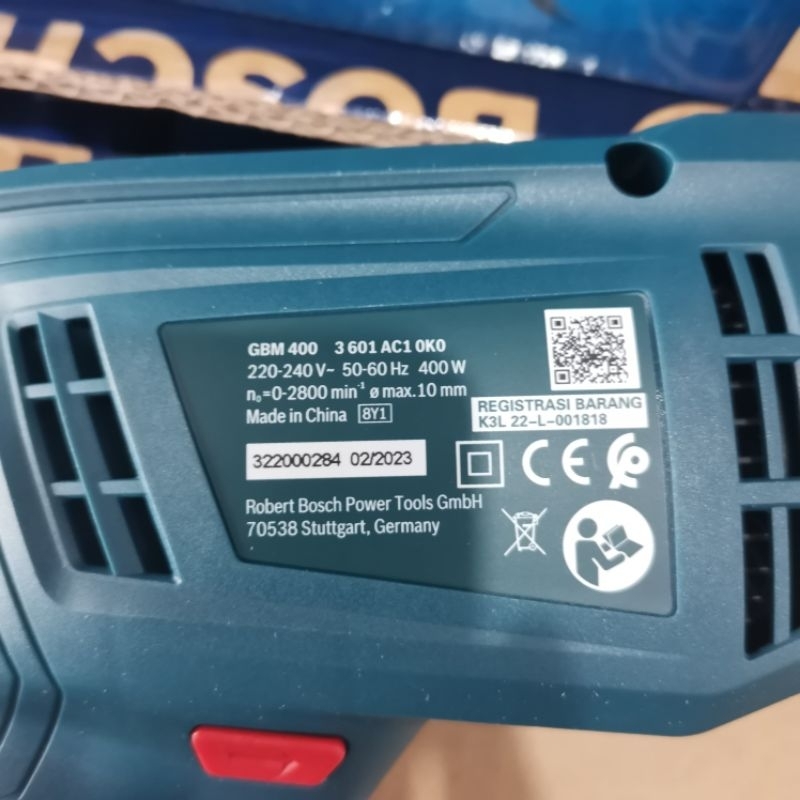 BOSCH
GBM 400 3 601 AC1 0K0
220-240 V~ 50-60 Hz 400 W
n₀=0-2800 min⁻¹ ø max.10 mm
Made in China 8Y1
REGISTRASI BARANG
K3L 22-L-001818
322000284 02/2023
CE
Robert Bosch Power Tools GmbH
70538 Stuttgart, Germany